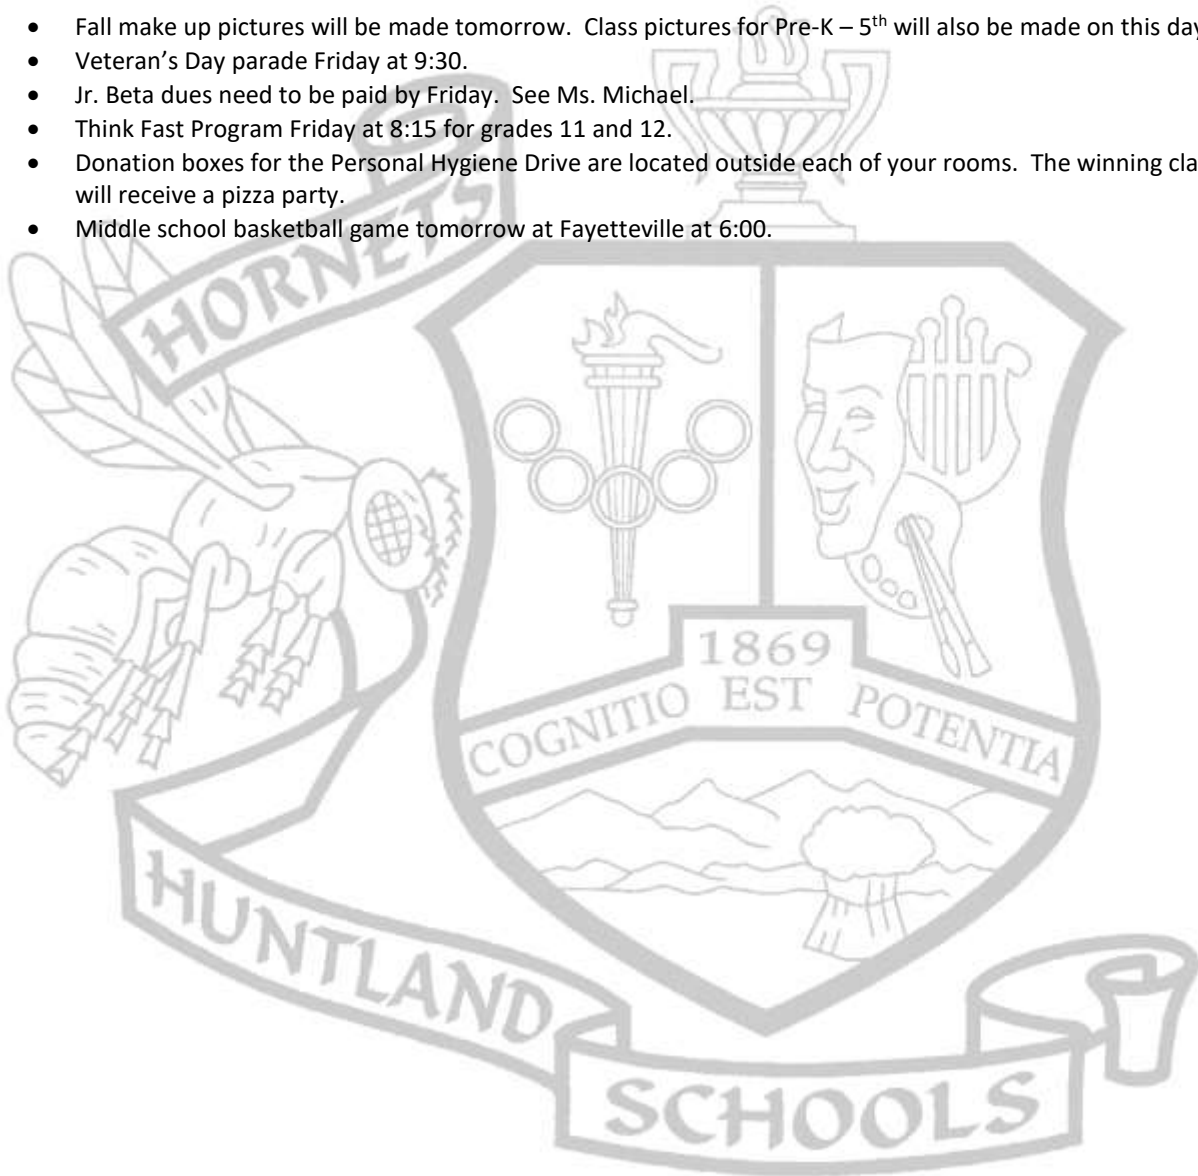 • Fall make up pictures will be made tomorrow.  Class pictures for Pre-K – 5th will also be made on this day
• Veteran’s Day parade Friday at 9:30.
• Jr. Beta dues need to be paid by Friday.  See Ms. Michael.
• Think Fast Program Friday at 8:15 for grades 11 and 12.
• Donation boxes for the Personal Hygiene Drive are located outside each of your rooms.  The winning cla
will receive a pizza party.
• Middle school basketball game tomorrow at Fayetteville at 6:00.
HORNETS
1869
COGNITIO EST POTENTIA
HUNTLAND
SCHOOLS